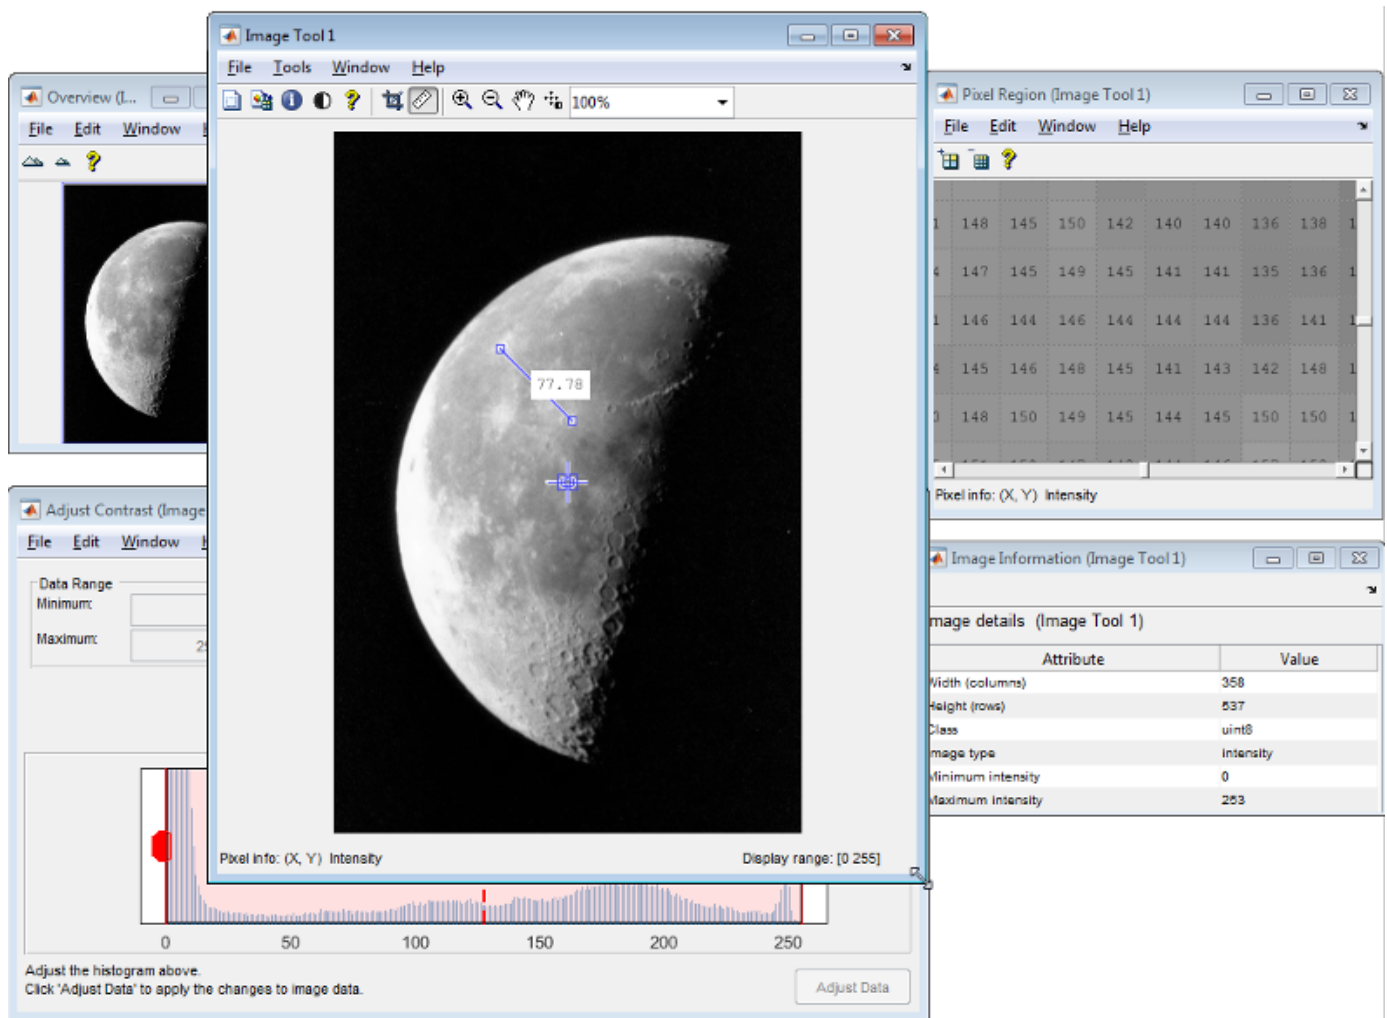 Image Tool 1
File Tools Window Help
100%
77.78
Pixel info: (X, Y) Intensity
Display range: [0 255]
Overview (I...
File Edit Window
Adjust Contrast (Image
File Edit Window
Data Range
Minimum:
Maximum:
0 50 100 150 200 250
Adjust the histogram above.
Click 'Adjust Data' to apply the changes to image data.
Adjust Data
Pixel Region (Image Tool 1)
File Edit Window Help
148 145 150 142 140 140 136 138
147 145 149 145 141 141 135 136
146 144 146 144 144 144 136 141
145 146 148 145 141 143 142 148
148 150 149 145 144 145 150 150
Pixel info: (X, Y) Intensity
Image Information (Image Tool 1)
mage details (Image Tool 1)
Attribute Value
Width (columns) 358
Height (rows) 537
Class uint8
Image type intensity
Minimum intensity 0
Maximum intensity 253